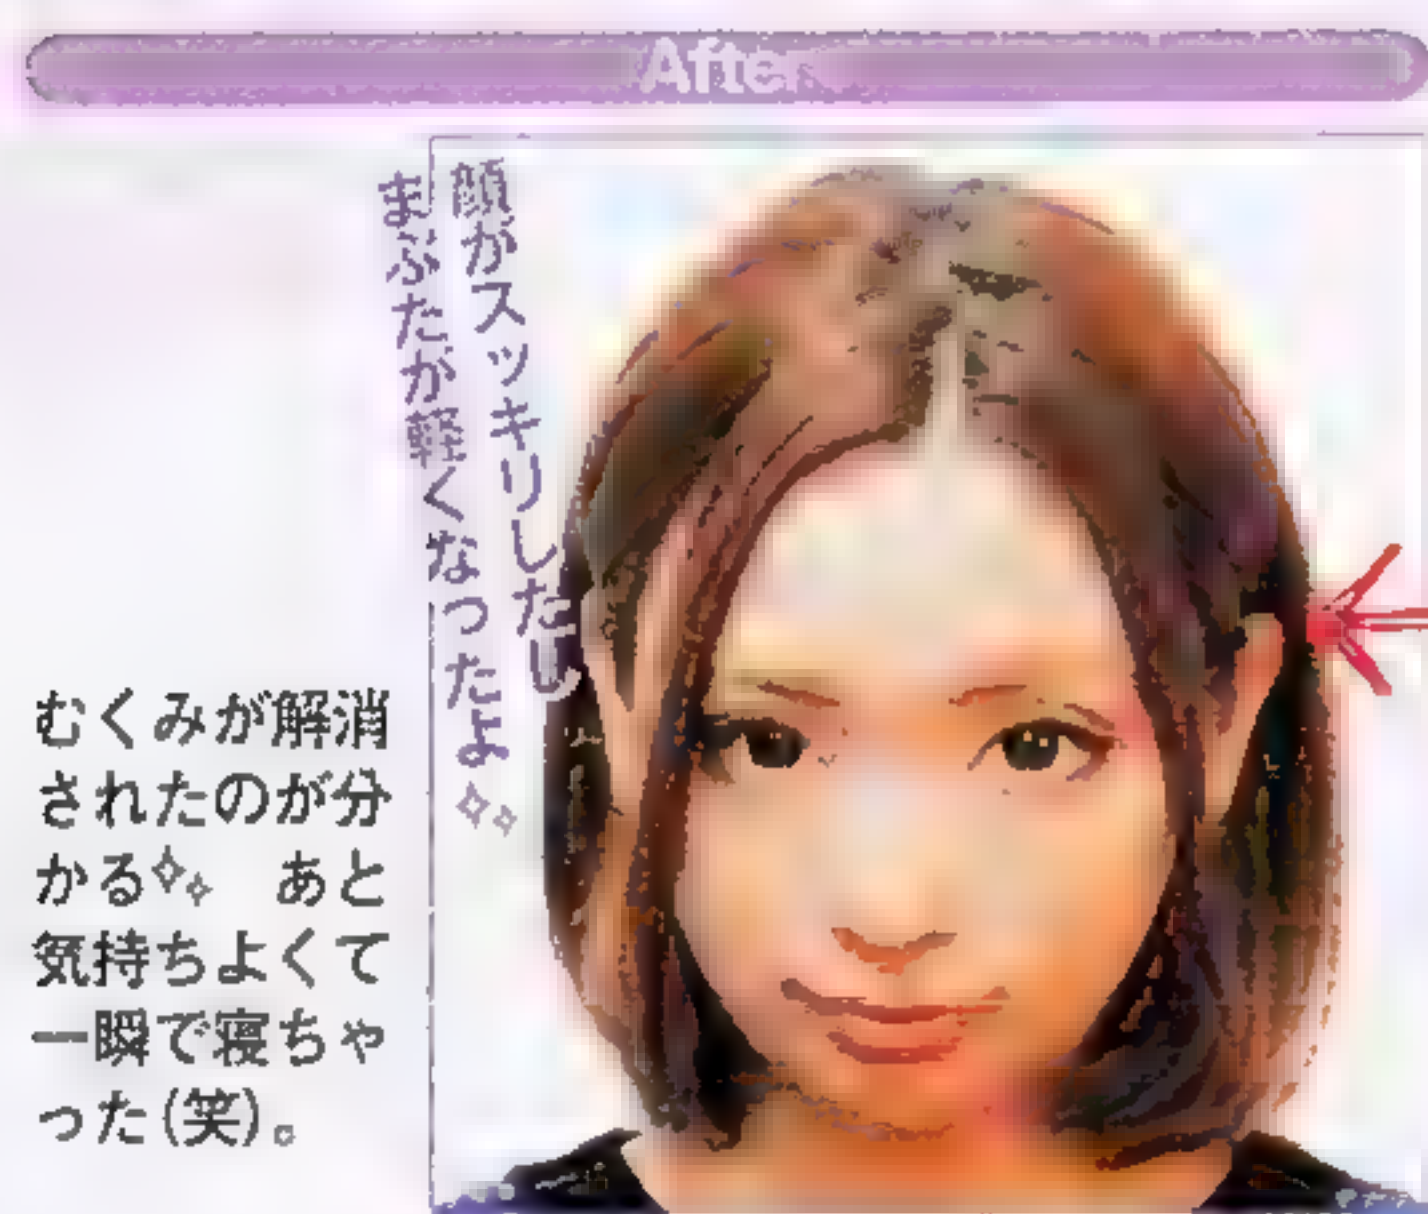 After
顔がスッキリしたし
まぶたが軽くなったよ✧✧
むくみが解消
されたのが分
かる✧✧　あと
気持ちよくて
一瞬で寝ちゃ
った(笑)。